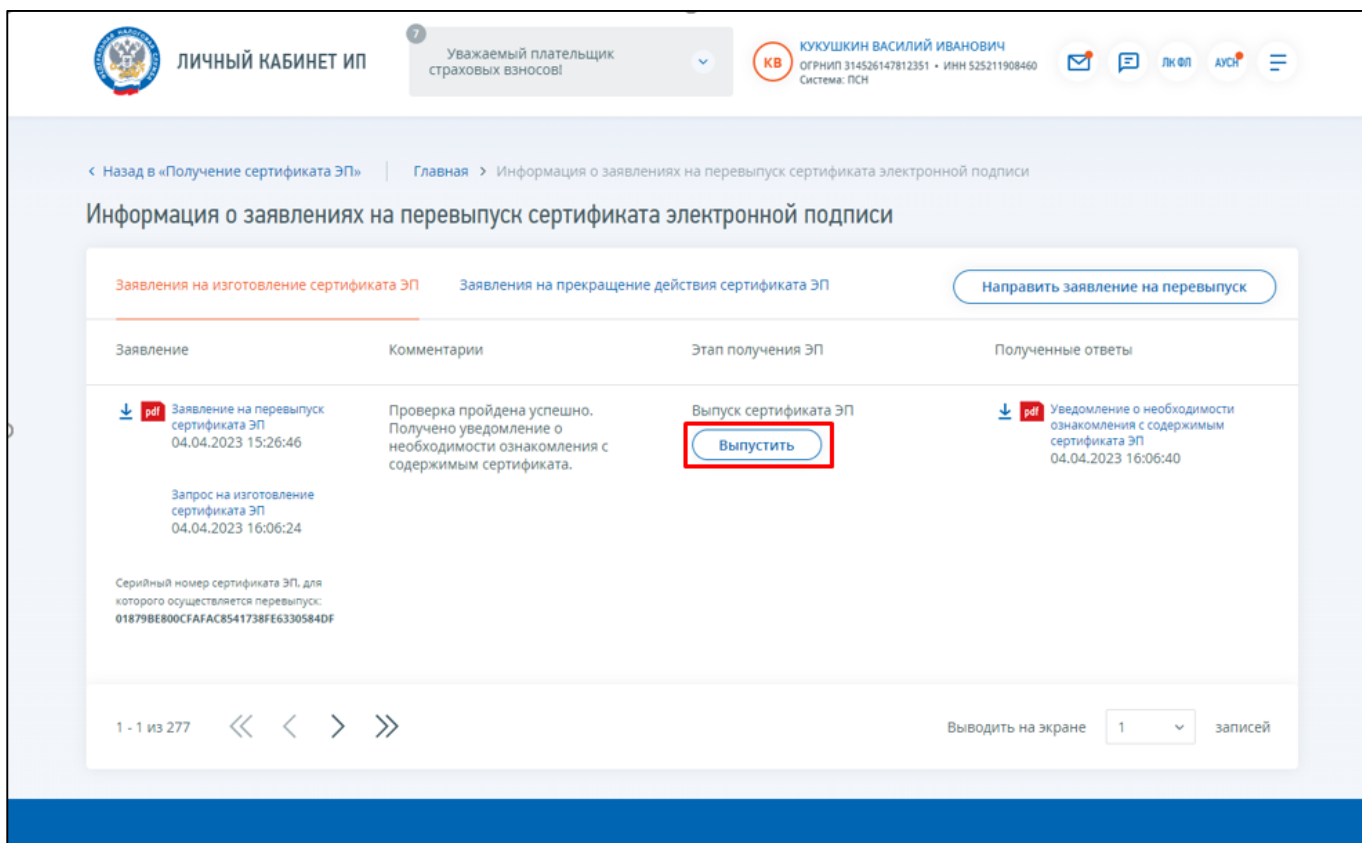 7
ЛИЧНЫЙ КАБИНЕТ ИП
Уважаемый плательщик
страховых взносов!
КВ
КУКУШКИН ВАСИЛИЙ ИВАНОВИЧ
ОГРНИП 314526147812351 • ИНН 525211908460
Система: ПСН
ЛК ФЛ
АУСН
Назад в «Получение сертификата ЭП»
Главная > Информация о заявлениях на перевыпуск сертификата электронной подписи
Информация о заявлениях на перевыпуск сертификата электронной подписи
Заявления на изготовление сертификата ЭП
Заявления на прекращение действия сертификата ЭП
Направить заявление на перевыпуск
Заявление
Комментарии
Этап получения ЭП
Полученные ответы
pdf
Заявление на перевыпуск
сертификата ЭП
04.04.2023 15:26:46
Запрос на изготовление
сертификата ЭП
04.04.2023 16:06:24
Серийный номер сертификата ЭП, для
которого осуществляется перевыпуск:
01879BE800CFAFAC8541738FE6330584DF
Проверка пройдена успешно.
Получено уведомление о
необходимости ознакомления с
содержимым сертификата.
Выпуск сертификата ЭП
Выпустить
pdf
Уведомление о необходимости
ознакомления с содержимым
сертификата ЭП
04.04.2023 16:06:40
1 - 1 из 277
Выводить на экране 1 записей